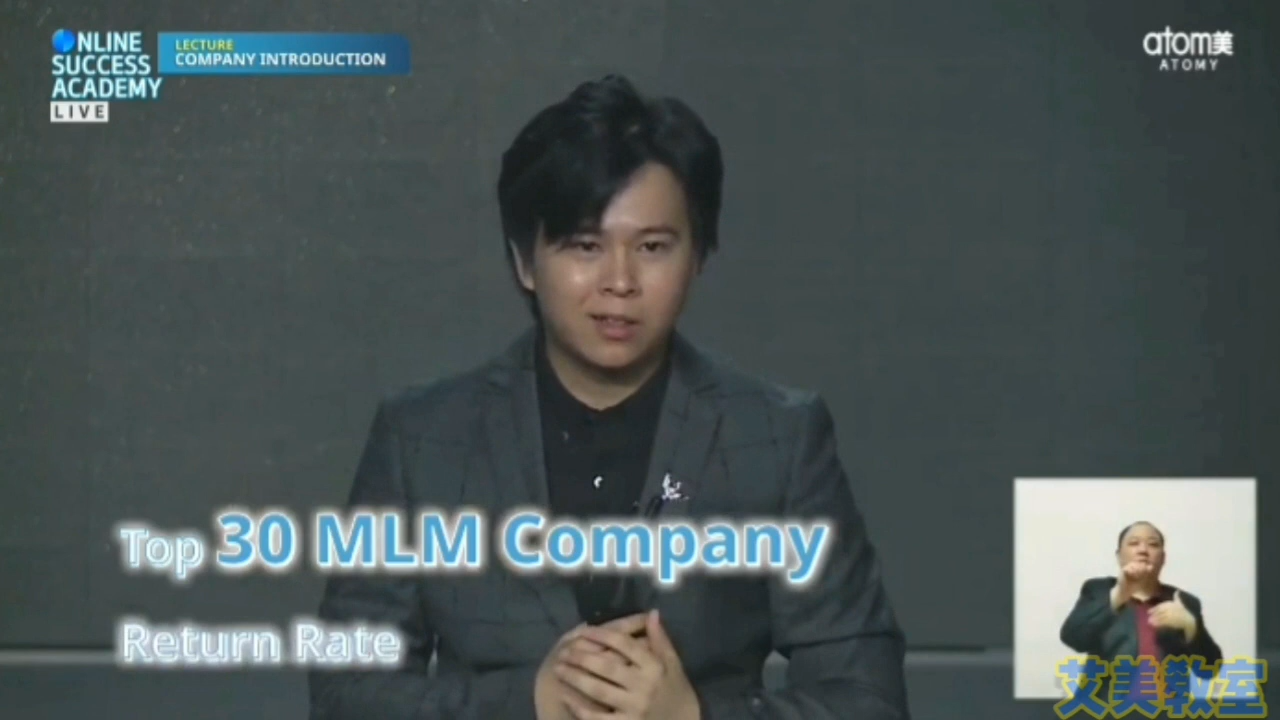 ONLINE
SUCCESS
ACADEMY
LIVE
LECTURE
COMPANY INTRODUCTION
atom美
ATOMY
Top 30 MLM Company
Return Rate
艾美教室